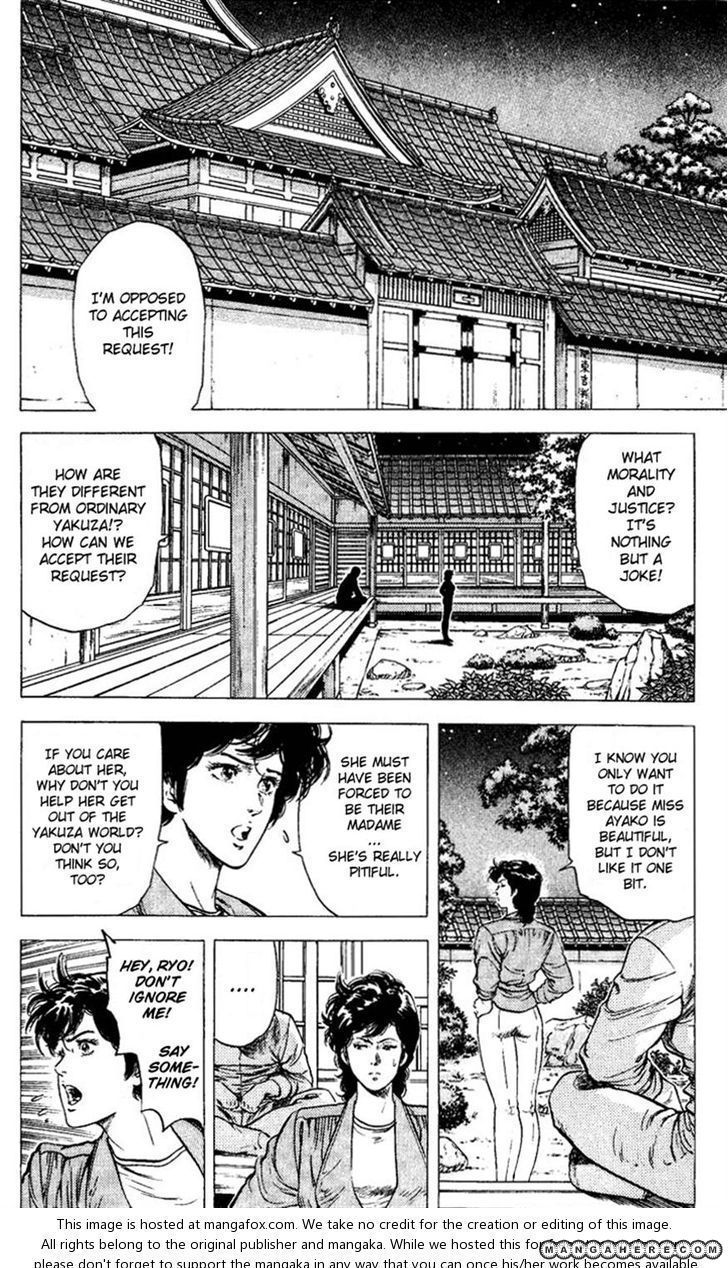 I'M OPPOSED
TO ACCEPTING
THIS
REQUEST!
WHAT
MORALITY
AND
JUSTICE?
IT'S
NOTHING
BUT A
JOKE!
HOW ARE
THEY DIFFERENT
FROM ORDINARY
YAKUZA!?
HOW CAN WE
ACCEPT THEIR
REQUEST?
I KNOW YOU
ONLY WANT
TO DO IT
BECAUSE MISS
AYAKO IS
BEAUTIFUL,
BUT I DON'T
LIKE IT ONE
BIT.
SHE MUST
HAVE BEEN
FORCED TO
BE THEIR
MADAME
...
SHE'S REALLY
PITIFUL.
IF YOU CARE
ABOUT HER,
WHY DON'T YOU
HELP HER GET
OUT OF THE
YAKUZA WORLD?
DON'T YOU
THINK SO,
TOO?
....
HEY, RYO!
DON'T
IGNORE
ME!
SAY
SOME-
THING!
This image is hosted at mangafox.com. We take no credit for the creation or editing of this image.
All rights belong to the original publisher and mangaka. While we hosted this for
please don't forget to support the mangaka in any way that you can once his/her work becomes available
MANGAHERE.COM